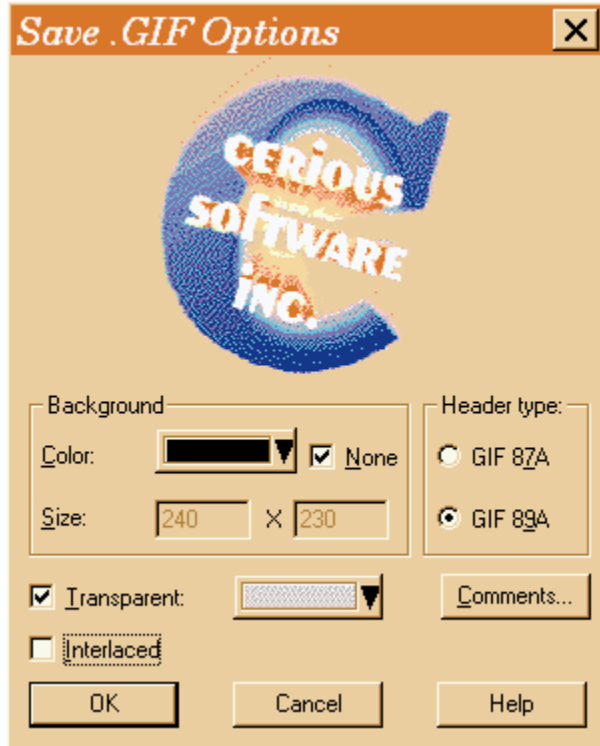 Save .GIF Options
CERIOUS
SOFTWARE
INC.
Background
Header type:
Color:
None
GIF 87A
Size:
240 X 230
GIF 89A
Transparent:
Comments...
Interlaced
OK
Cancel
Help